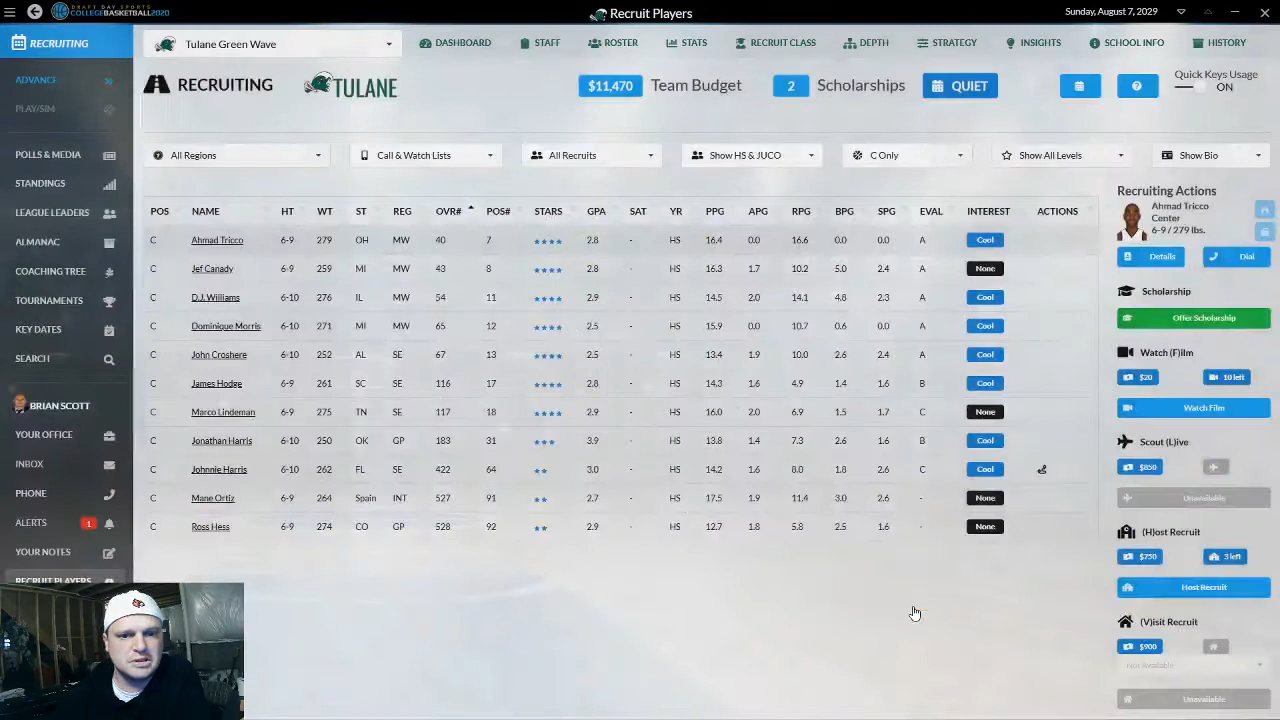 DRAFT DAY SPORTS
COLLEGE BASKETBALL 2020
Recruit Players
Sunday, August 7, 2029
RECRUITING
Tulane Green Wave
DASHBOARD STAFF ROSTER STATS RECRUIT CLASS DEPTH STRATEGY INSIGHTS SCHOOL INFO HISTORY
ADVANCE
PLAY/SIM
POLLS & MEDIA
STANDINGS
LEAGUE LEADERS
ALMANAC
COACHING TREE
TOURNAMENTS
KEY DATES
SEARCH
BRIAN SCOTT
YOUR OFFICE
INBOX
PHONE
ALERTS 1
YOUR NOTES
RECRUIT PLAYERS
RECRUITING TULANE $11,470 Team Budget 2 Scholarships QUIET ? Quick Keys Usage
ON
All Regions Call & Watch Lists All Recruits Show HS & JUCO C Only Show All Levels Show Bio
POS NAME HT WT ST REG OVR# POS# STARS GPA SAT YR PPG APG RPG BPG SPG EVAL INTEREST ACTIONS
C Ahmad Tricco 6-9 279 OH MW 40 7 2.8 - HS 16.4 0.0 16.6 0.0 0.0 A Cool
C Jef Canady 6-9 259 MI MW 43 8 2.8 - HS 16.3 1.7 10.2 5.0 2.4 A None
C D.J. Williams 6-10 276 IL MW 54 11 2.9 - HS 14.5 2.0 14.1 4.8 2.3 A Cool
C Dominique Morris 6-10 271 MI MW 65 2.5 - HS 15.9 0.0 10.7 0.6 0.0 A Cool
C John Croshere 6-10 252 AL SE 67 13 2.5 - HS 13.4 1.9 10.0 2.6 2.4 A Cool
C James Hodge 6-9 261 SC SE 116 17 2.8 - HS 14.3 1.6 4.9 1.4 1.6 B Cool
C Marco Lindeman 6-9 275 TN SE 117 18 2.9 - HS 16.0 2.0 6.9 1.5 1.7 C None
C Jonathan Harris 6-10 250 OK GP 183 31 3.9 - HS 13.8 1.4 7.3 2.6 1.6 B Cool
C Johnnie Harris 6-10 262 FL SE 422 64 3.0 - HS 14.2 1.6 8.0 1.8 2.6 C Cool
C Mane Ortiz 6-9 264 Spain INT 527 91 2.7 - HS 17.5 1.9 11.4 3.0 2.6 - None
C Ross Hess 6-9 274 CO GP 528 92 2.9 - HS 12.7 1.8 2.5 1.6 - None
Recruiting Actions
Ahmad Tricco
Center
6-9 / 279 lbs.
Details Dial
Scholarship
Offer Scholarship
Watch (F)ilm
$20 10 left
Watch Film
Scout (L)ive
$850
Unavailable
(H)ost Recruit
$750 3 left
Host Recruit
(V)isit Recruit
$900
Not Available
Unavailable